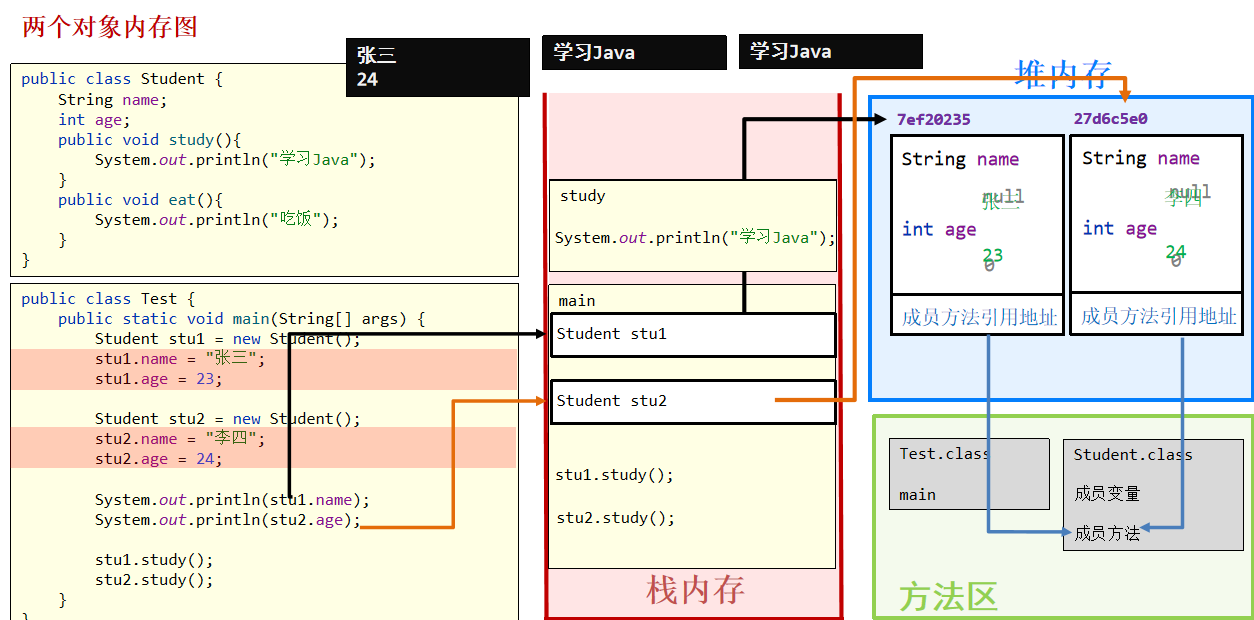 两个对象内存图
张三
24
学习Java
学习Java
public class Student {
String name;
int age;
public void study(){
System.out.println("学习Java");
}
public void eat(){
System.out.println("吃饭");
}
}
public class Test {
public static void main(String[] args) {
Student stu1 = new Student();
stu1.name = "张三";
stu1.age = 23;
Student stu2 = new Student();
stu2.name = "李四";
stu2.age = 24;
System.out.println(stu1.name);
System.out.println(stu2.age);
stu1.study();
stu2.study();
}
}
study
System.out.println("学习Java");
main
Student stu1
Student stu2
stu1.study();
stu2.study();
栈内存
堆内存
7ef20235
String name
null
张三
int age
23
0
成员方法引用地址
27d6c5e0
String name
null
李四
int age
24
0
成员方法引用地址
Test.class
main
Student.class
成员变量
成员方法
方法区